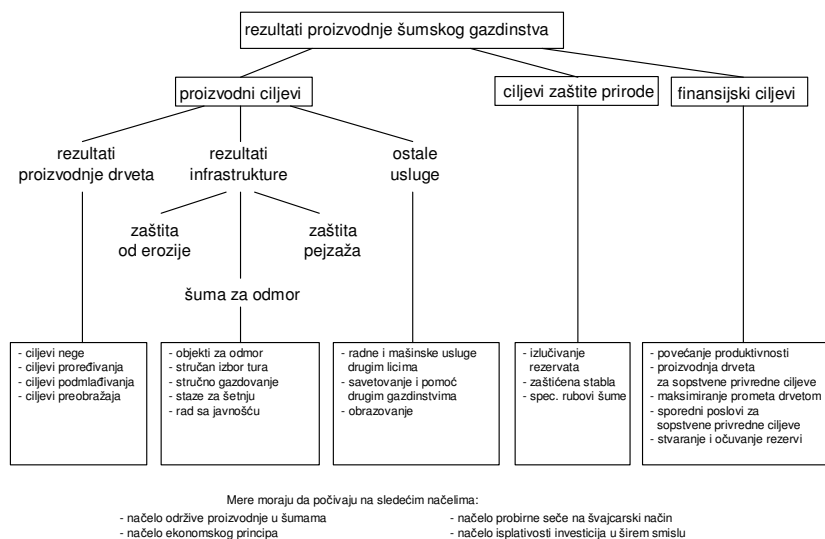 rezultati proizvodnje šumskog gazdinstva
proizvodni ciljevi
ciljevi zaštite prirode
finansijski ciljevi
rezultati
proizvodnje drveta
rezultati
infrastrukture
ostale
usluge
zaštita
od erozije
zaštita
pejzaža
šuma za odmor
- ciljevi nege
- ciljevi proređivanja
- ciljevi podmlađivanja
- ciljevi preobražaja
- objekti za odmor
- stručan izbor tura
- stručno gazdovanje
- staze za šetnju
- rad sa javnošću
- radne i mašinske usluge
drugim licima
- savetovanje i pomoć
drugim gazdinstvima
- obrazovanje
- izlučivanje
rezervata
- zaštićena stabla
- spec. rubovi šume
- povećanje produktivnosti
- proizvodnja drveta
za sopstvene privredne ciljeve
- maksimiranje prometa drvetom
- sporedni poslovi za
sopstvene privredne ciljeve
- stvaranje i očuvanje rezervi
Mere moraju da počivaju na sledećim načelima:
- načelo održive proizvodnje u šumama
- načelo ekonomskog principa
- načelo probirne seče na švajcarski način
- načelo isplativosti investicija u širem smislu